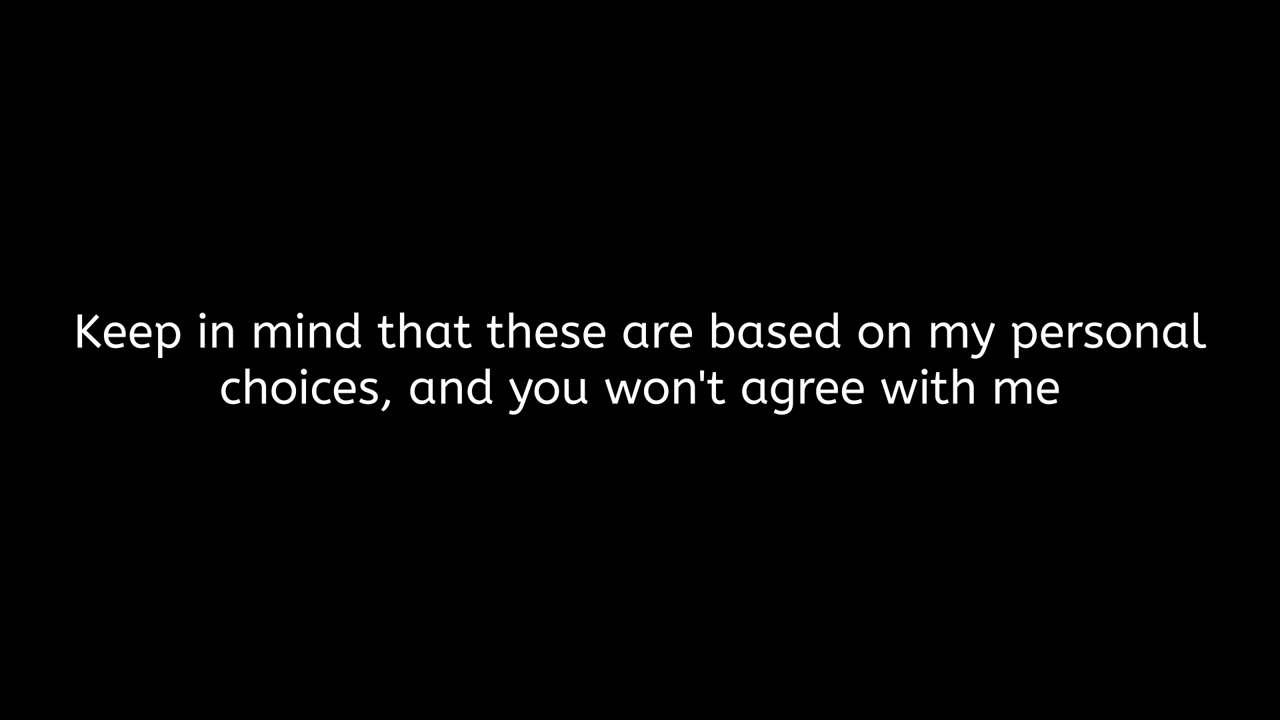 Keep in mind that these are based on my personal
choices, and you won't agree with me